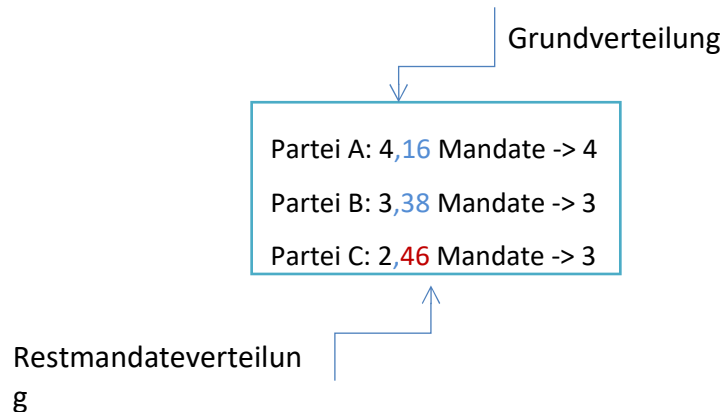 Grundverteilung
Partei A: 4,16 Mandate -> 4
Partei B: 3,38 Mandate -> 3
Partei C: 2,46 Mandate -> 3
Restmandateverteilun
g